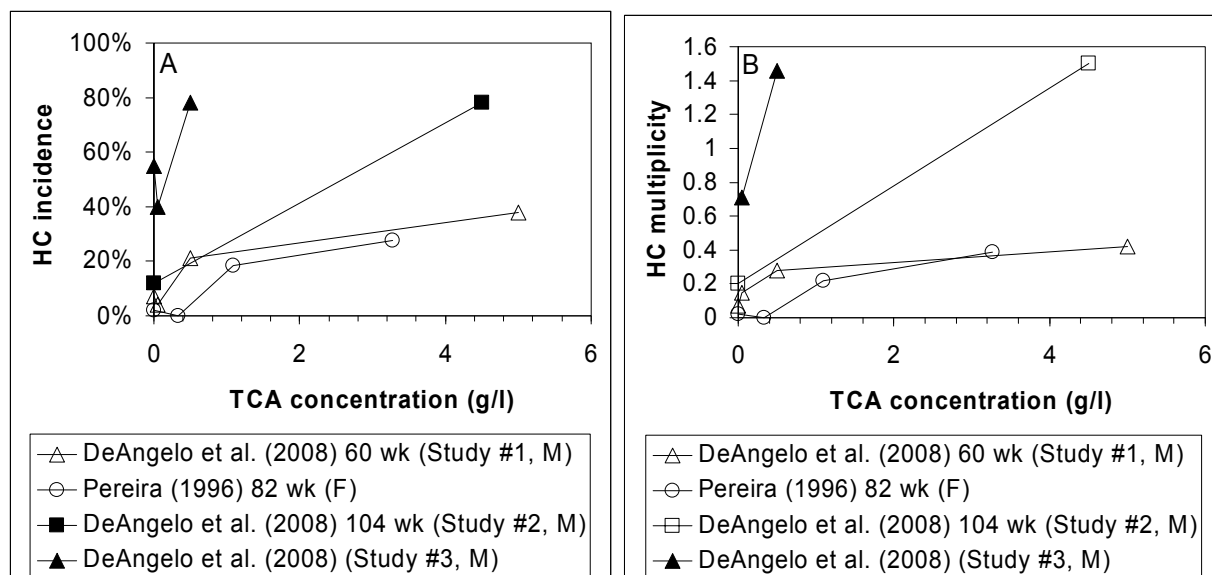 A
100%
80%
60%
40%
20%
0%
HC incidence
0 2 4 6
TCA concentration (g/l)
DeAngelo et al. (2008) 60 wk (Study #1, M)
Pereira (1996) 82 wk (F)
DeAngelo et al. (2008) 104 wk (Study #2, M)
DeAngelo et al. (2008) (Study #3, M)
B
1.6
1.4
1.2
1
0.8
0.6
0.4
0.2
0
HC multiplicity
0 2 4 6
TCA concentration (g/l)
DeAngelo et al. (2008) 60 wk (Study #1, M)
Pereira (1996) 82 wk (F)
DeAngelo et al. (2008) 104 wk (Study #2, M)
DeAngelo et al. (2008) (Study #3, M)